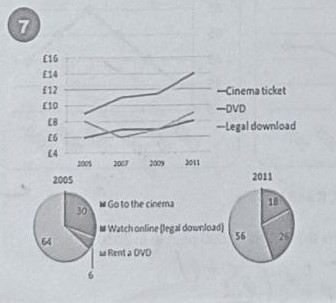 7
£16
£14
£12
£10
£8
£6
£4
2005 2007 2009 2011
Cinema ticket
DVD
Legal download
2005
2011
Go to the cinema
Watch online (legal download)
Rent a DVD
30
64
6
18
56
26